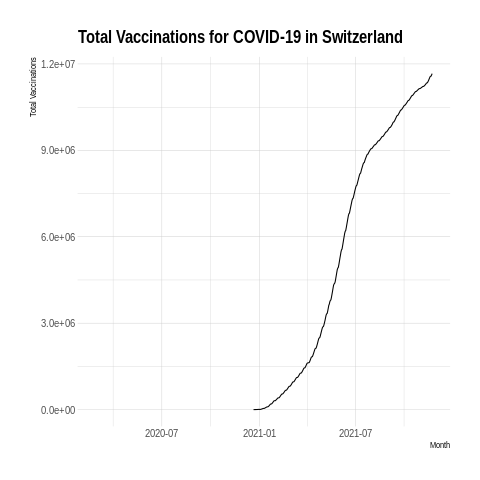 Total Vaccinations for COVID-19 in Switzerland
Total Vaccinations
1.2e+07
9.0e+06
6.0e+06
3.0e+06
0.0e+00
2020-07 2021-01 2021-07
Month